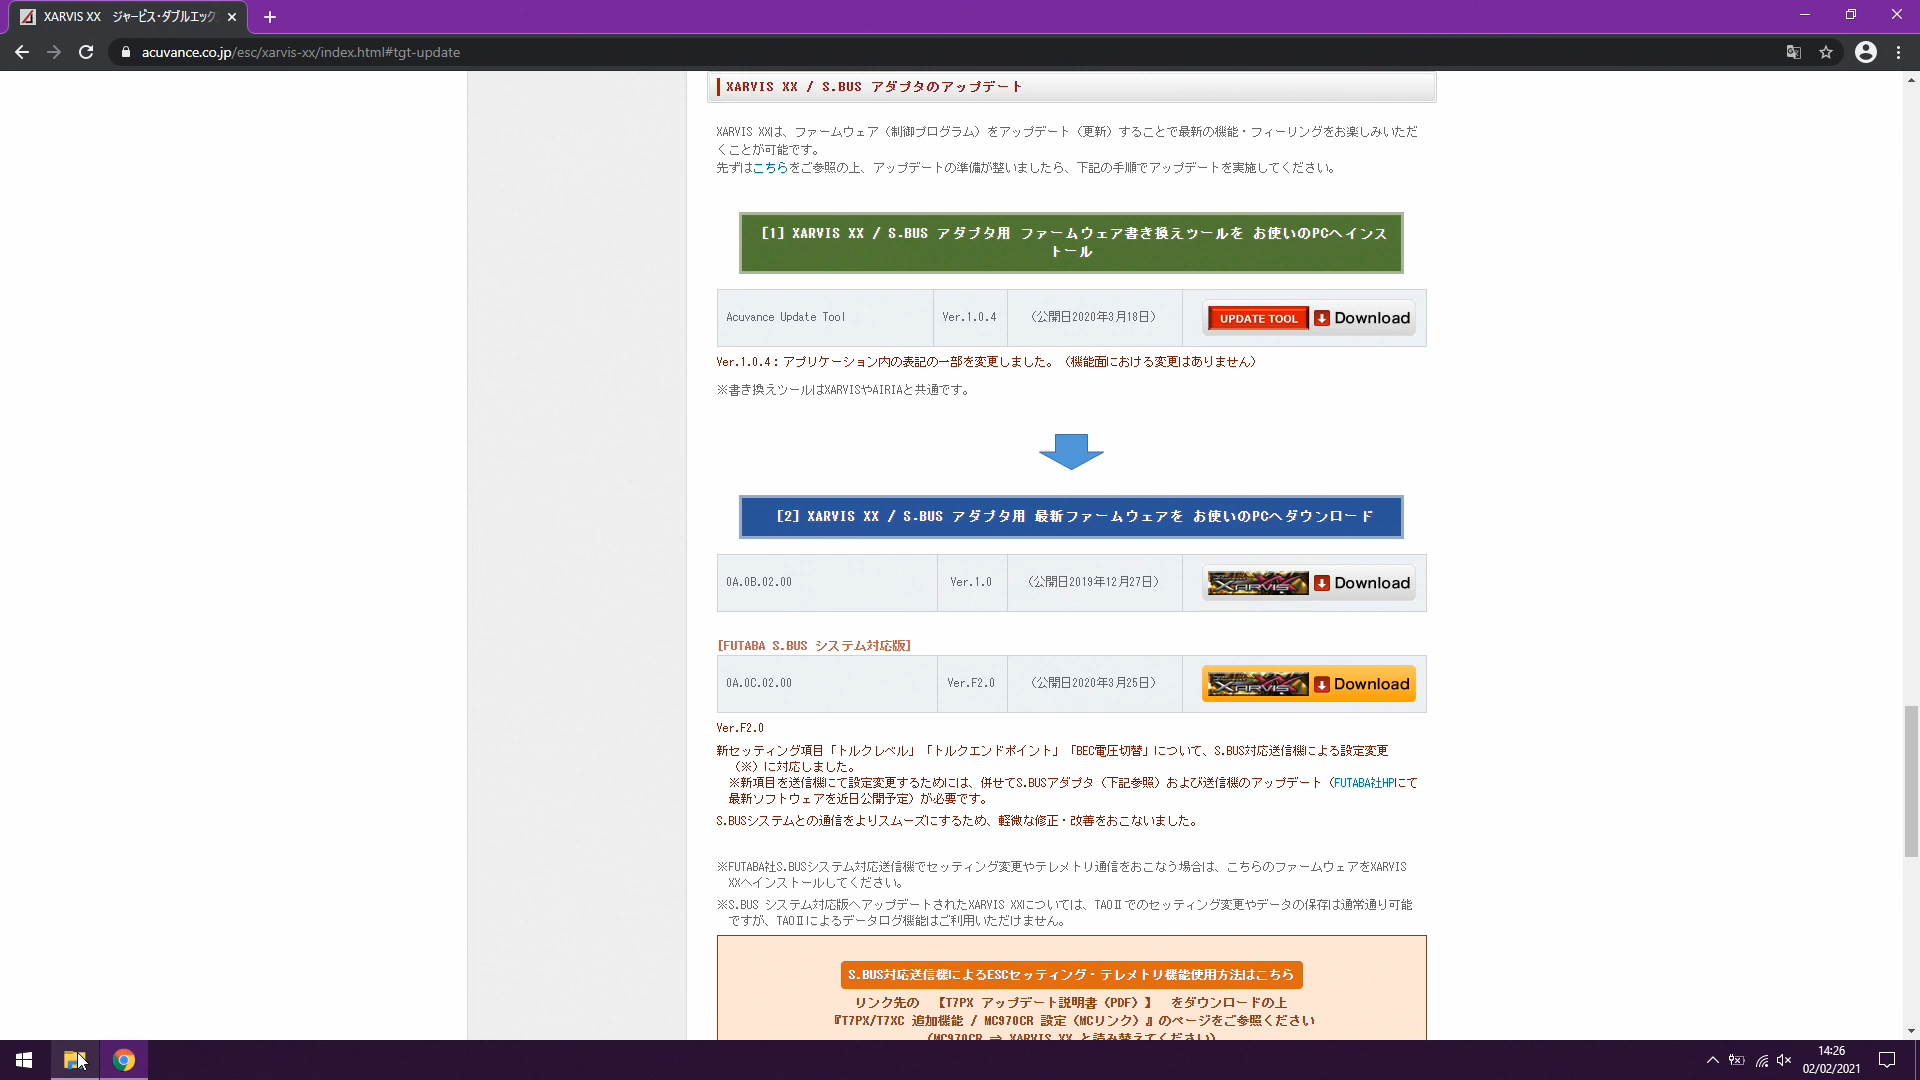 XARVIS XX　ジャービス・ダブルエック
acuvance.co.jp/esc/xarvis-xx/index.html#tgt-update
XARVIS XX / S.BUS アダプタのアップデート
XARVIS XXは、ファームウェア（制御プログラム）をアップデート（更新）することで最新の機能・フィーリングをお楽しみいただ
くことが可能です。
先ずはこちらをご参照の上、アップデートの準備が整いましたら、下記の手順でアップデートを実施してください。
[1] XARVIS XX / S.BUS アダプタ用 ファームウェア書き換えツールを お使いのPCへインス
トール
Acuvance Update Tool Ver.1.0.4 （公開日2020年3月18日） UPDATE TOOL Download
Ver.1.0.4：アプリケーション内の表記の一部を変更しました。（機能面における変更はありません）
※書き換えツールはXARVISやAIRIAと共通です。
[2] XARVIS XX / S.BUS アダプタ用 最新ファームウェアを お使いのPCへダウンロード
0A.0B.02.00 Ver.1.0 （公開日2019年12月27日） XARVIS Download
[FUTABA S.BUS システム対応版]
0A.0C.02.00 Ver.F2.0 （公開日2020年3月25日） XARVIS Download
Ver.F2.0
新セッティング項目「トルクレベル」「トルクエンドポイント」「BEC電圧切替」について、S.BUS対応送信機による設定変更
（※）に対応しました。
※新項目を送信機にて設定変更するためには、併せてS.BUSアダプタ（下記参照）および送信機のアップデート（FUTABA社HPにて
最新ソフトウェアを近日公開予定）が必要です。
S.BUSシステムとの通信をよりスムーズにするため、軽微な修正・改善をおこないました。
※FUTABA社S.BUSシステム対応送信機でセッティング変更やテレメトリ通信をおこなう場合は、こちらのファームウェアをXARVIS
XXへインストールしてください。
※S.BUS システム対応版へアップデートされたXARVIS XXについては、TAOⅡでのセッティング変更やデータの保存は通常通り可能
ですが、TAOⅡによるデータログ機能はご利用いただけません。
S.BUS対応送信機によるESCセッティング・テレメトリ機能使用方法はこちら
リンク先の 【T7PX アップデート説明書（PDF）】 をダウンロードの上
『T7PX/T7XC 追加機能 / MC970CR 設定（MCリンク）』のページをご参照ください
（MC970CR ⇒ XARVIS XX と読み替えてください）
14:26
02/02/2021